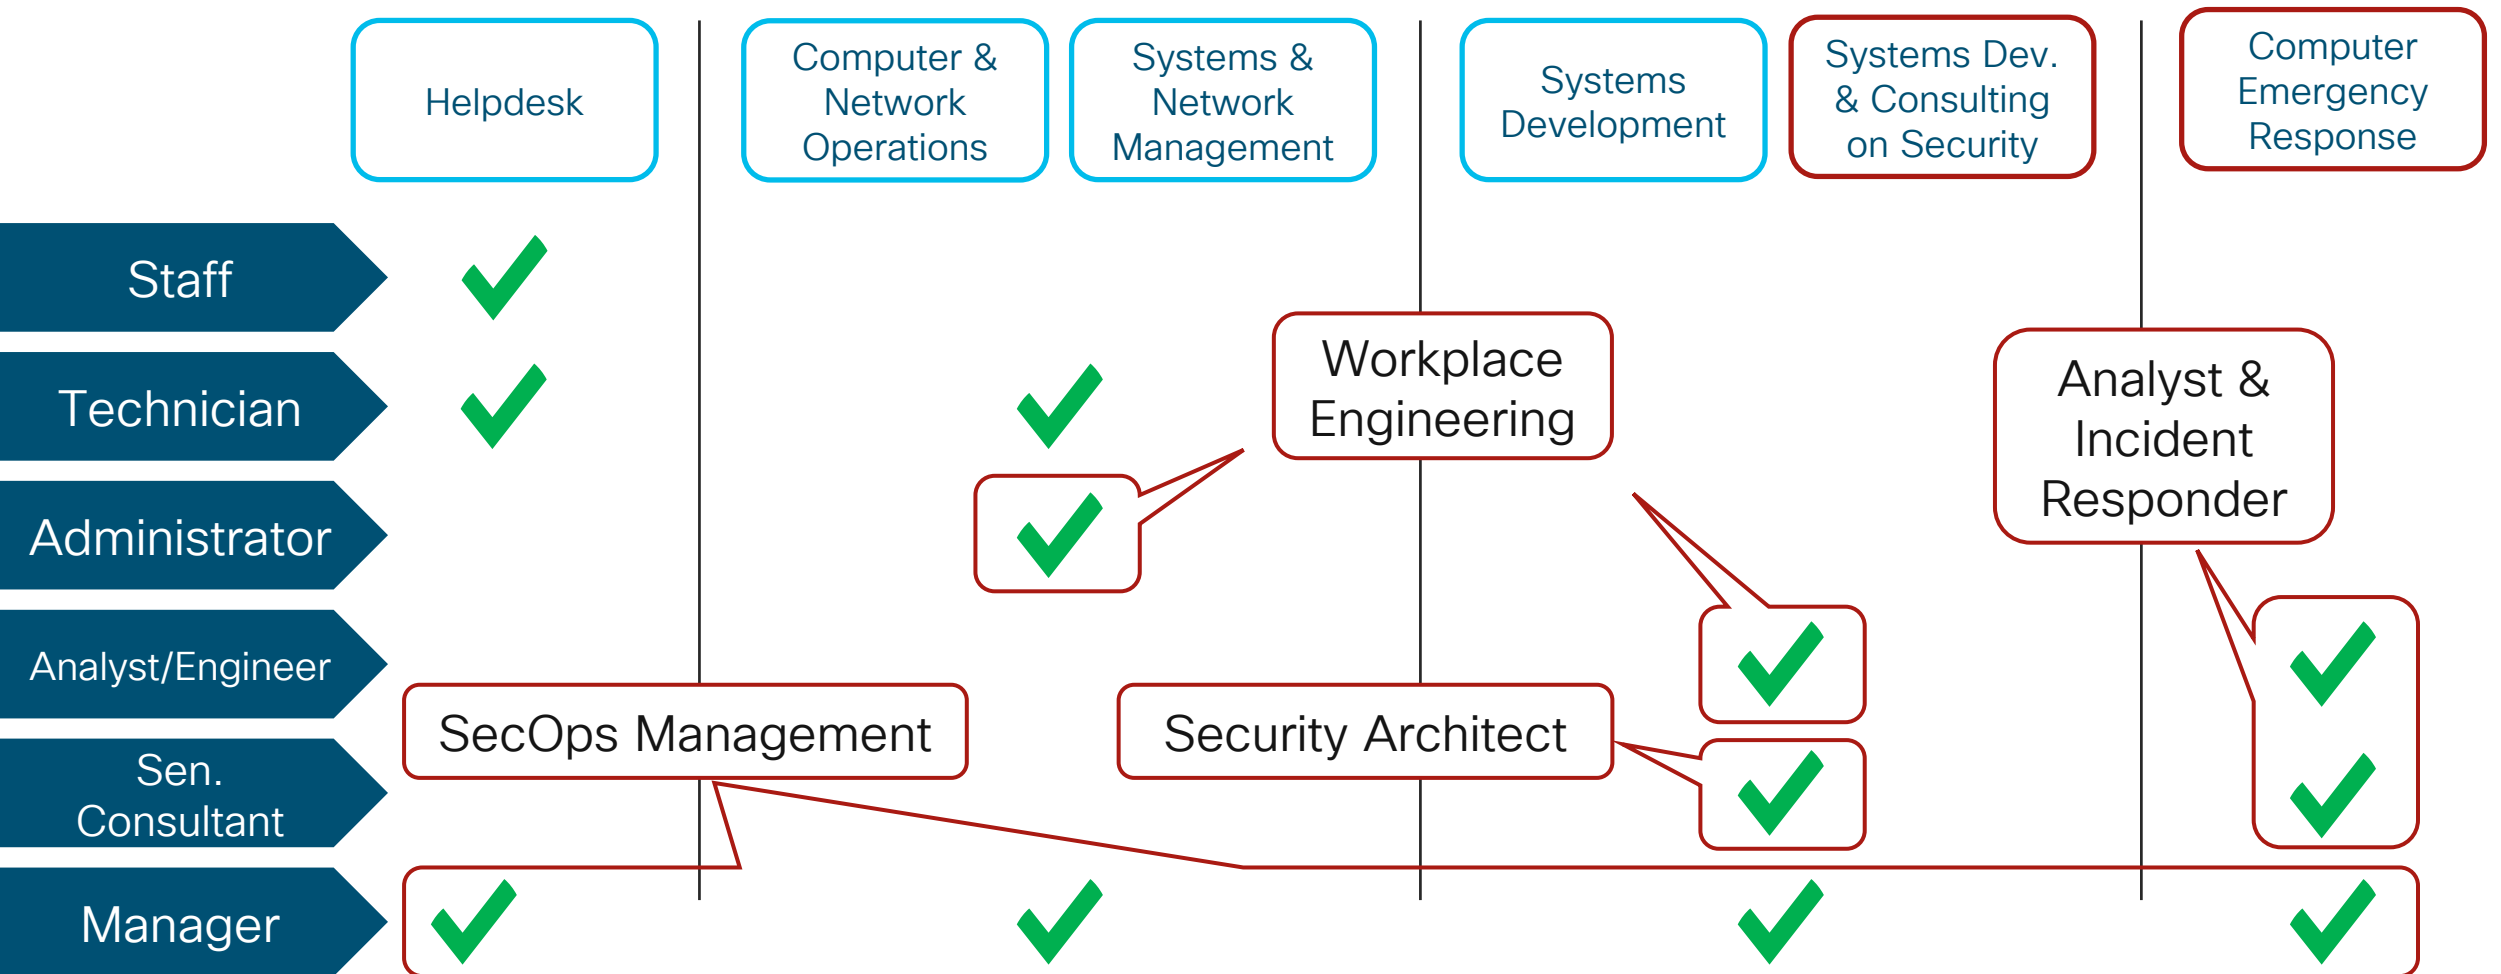 Helpdesk
Computer &
Network
Operations
Systems &
Network
Management
Systems
Development
Systems Dev.
& Consulting
on Security
Computer
Emergency
Response
Staff
Technician
Workplace
Engineering
Analyst &
Incident
Responder
Administrator
Analyst/Engineer
SecOps Management
Security Architect
Sen.
Consultant
Manager